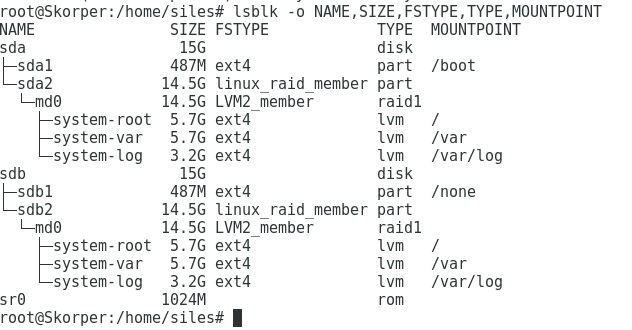 root@Skorper:/home/siles# lsblk -o NAME,SIZE,FSTYPE,TYPE,MOUNTPOINT
NAME                SIZE FSTYPE            TYPE  MOUNTPOINT
sda                  15G                   disk
├─sda1              487M ext4              part  /boot
└─sda2             14.5G linux_raid_member part
  └─md0            14.5G LVM2_member       raid1
    ├─system-root   5.7G ext4              lvm   /
    ├─system-var    5.7G ext4              lvm   /var
    └─system-log    3.2G ext4              lvm   /var/log
sdb                  15G                   disk
├─sdb1              487M ext4              part  /none
└─sdb2             14.5G linux_raid_member part
  └─md0            14.5G LVM2_member       raid1
    ├─system-root   5.7G ext4              lvm   /
    ├─system-var    5.7G ext4              lvm   /var
    └─system-log    3.2G ext4              lvm   /var/log
sr0                1024M                   rom
root@Skorper:/home/siles#